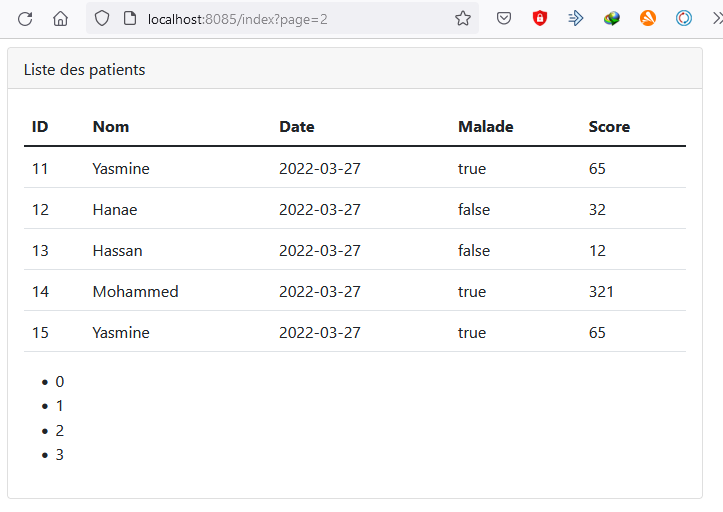 localhost:8085/index?page=2
Liste des patients
ID Nom Date Malade Score
11 Yasmine 2022-03-27 true 65
12 Hanae 2022-03-27 false 32
13 Hassan 2022-03-27 false 12
14 Mohammed 2022-03-27 true 321
15 Yasmine 2022-03-27 true 65
• 0
• 1
• 2
• 3